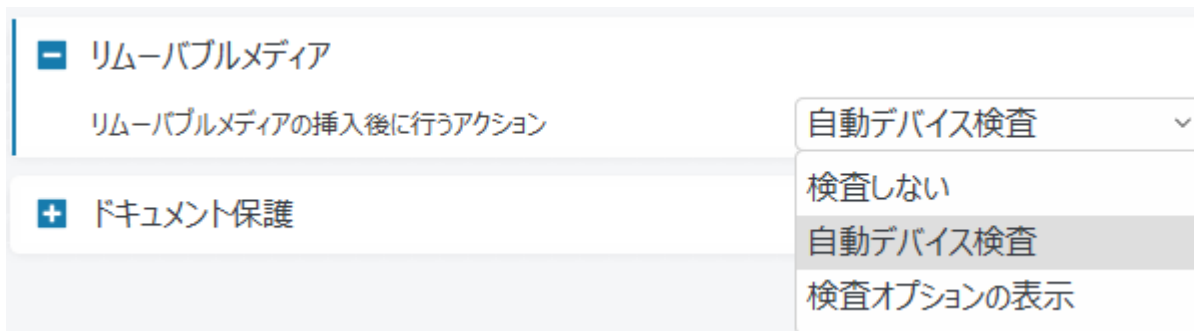 リムーバブルメディア
リムーバブルメディアの挿入後に行うアクション
自動デバイス検査
検査しない
自動デバイス検査
検査オプションの表示
ドキュメント保護